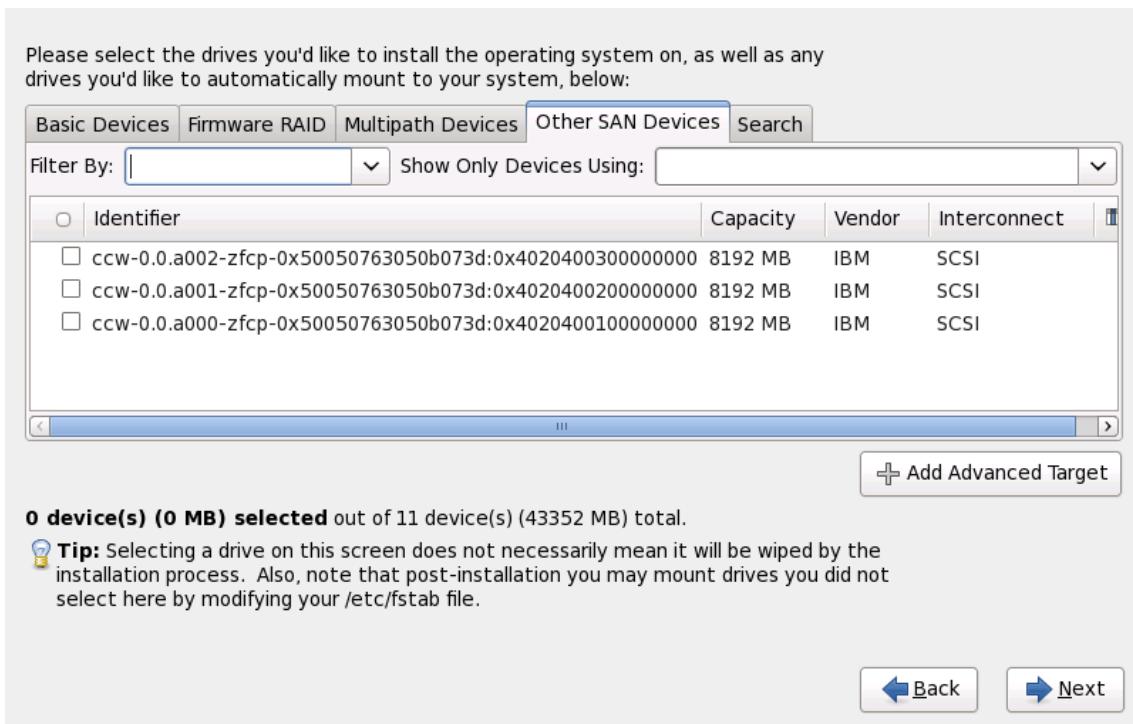 Please select the drives you'd like to install the operating system on, as well as any
drives you'd like to automatically mount to your system, below:
Basic Devices Firmware RAID Multipath Devices Other SAN Devices Search
Filter By: Show Only Devices Using:
Identifier Capacity Vendor Interconnect
ccw-0.0.a002-zfcp-0x50050763050b073d:0x4020400300000000 8192 MB IBM SCSI
ccw-0.0.a001-zfcp-0x50050763050b073d:0x4020400200000000 8192 MB IBM SCSI
ccw-0.0.a000-zfcp-0x50050763050b073d:0x4020400100000000 8192 MB IBM SCSI
Add Advanced Target
0 device(s) (0 MB) selected out of 11 device(s) (43352 MB) total.
Tip: Selecting a drive on this screen does not necessarily mean it will be wiped by the
installation process.  Also, note that post-installation you may mount drives you did not
select here by modifying your /etc/fstab file.
Back Next